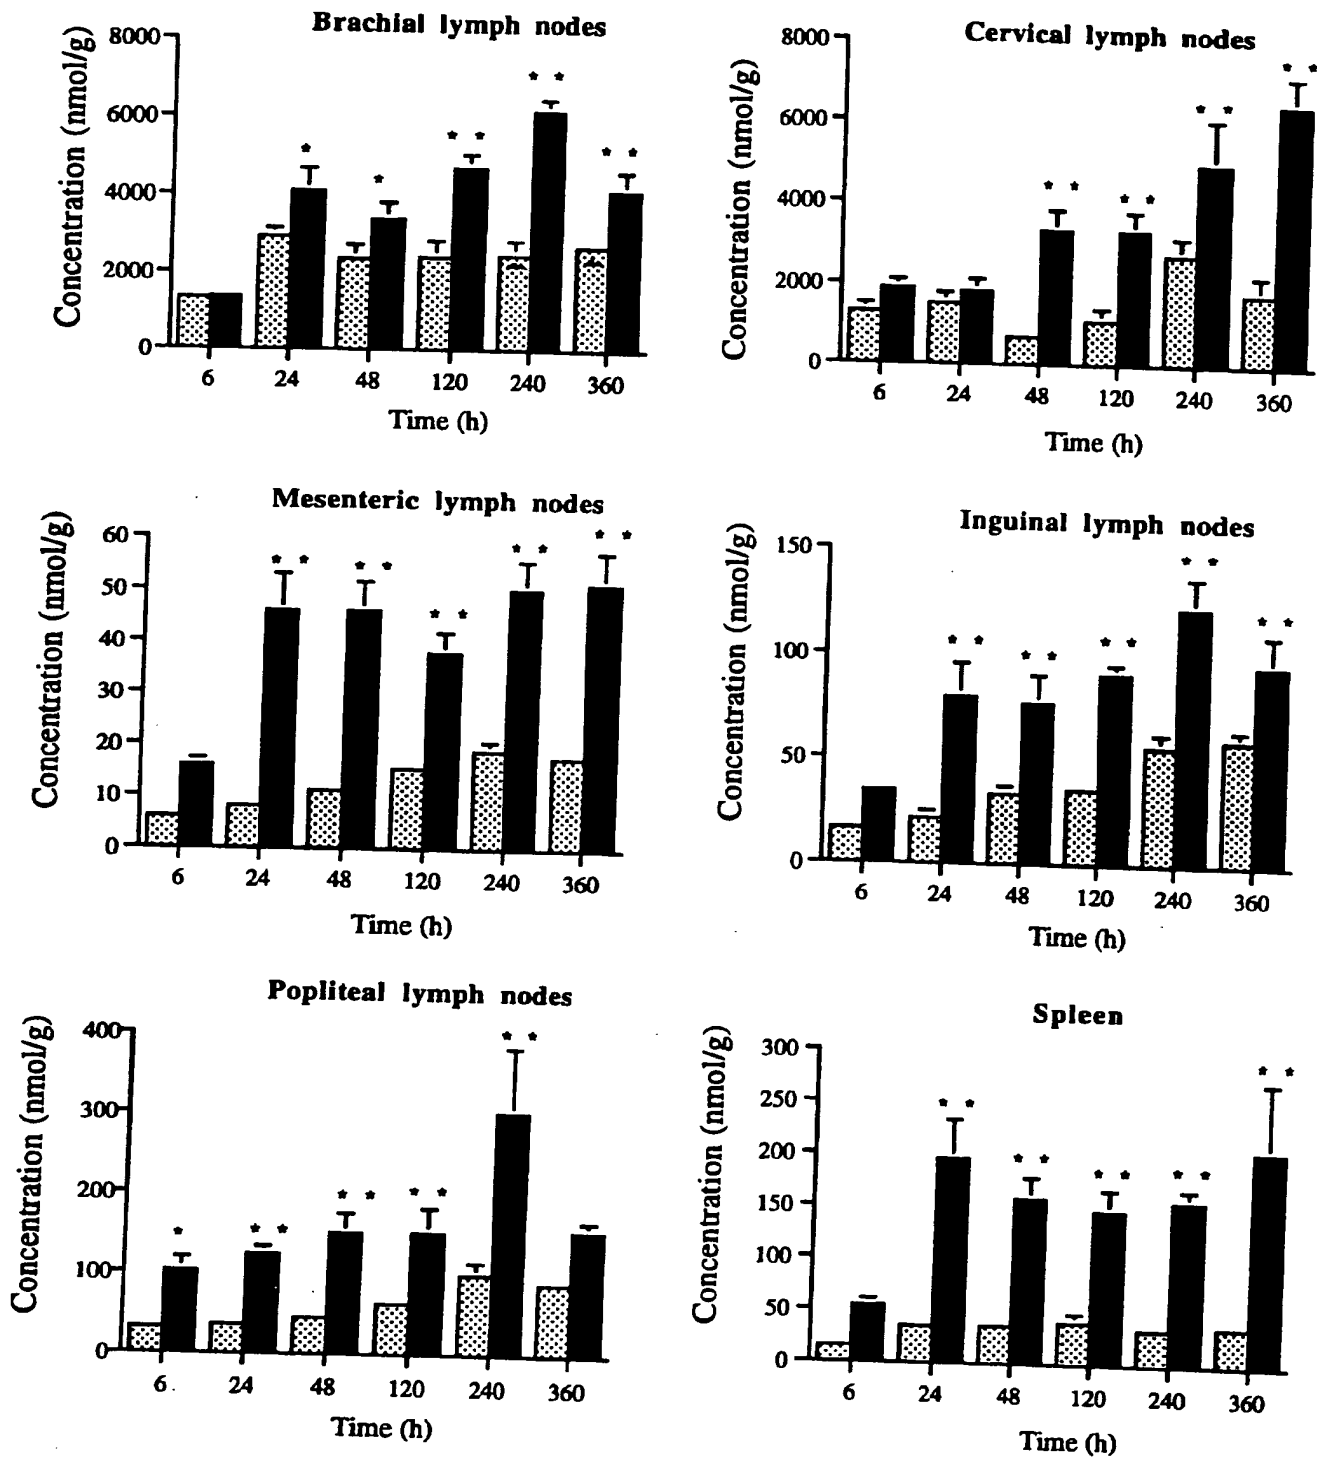 Brachial lymph nodes
Concentration (nmol/g)
8000
6000
4000
2000
0
*
*
* *
* *
* *
6 24 48 120 240 360
Time (h)
Cervical lymph nodes
Concentration (nmol/g)
8000
6000
4000
2000
0
* *
* *
* *
* *
6 24 48 120 240 360
Time (h)
Mesenteric lymph nodes
Concentration (nmol/g)
60
50
40
30
20
10
0
* *
* *
* *
* *
* *
6 24 48 120 240 360
Time (h)
Inguinal lymph nodes
Concentration (nmol/g)
150
100
50
0
* *
* *
* *
* *
* *
6 24 48 120 240 360
Time (h)
Popliteal lymph nodes
Concentration (nmol/g)
400
300
200
100
0
*
* *
* *
* *
* *
6 24 48 120 240 360
Time (h)
Spleen
Concentration (nmol/g)
300
250
200
150
100
50
0
* *
* *
* *
* *
* *
6 24 48 120 240 360
Time (h)